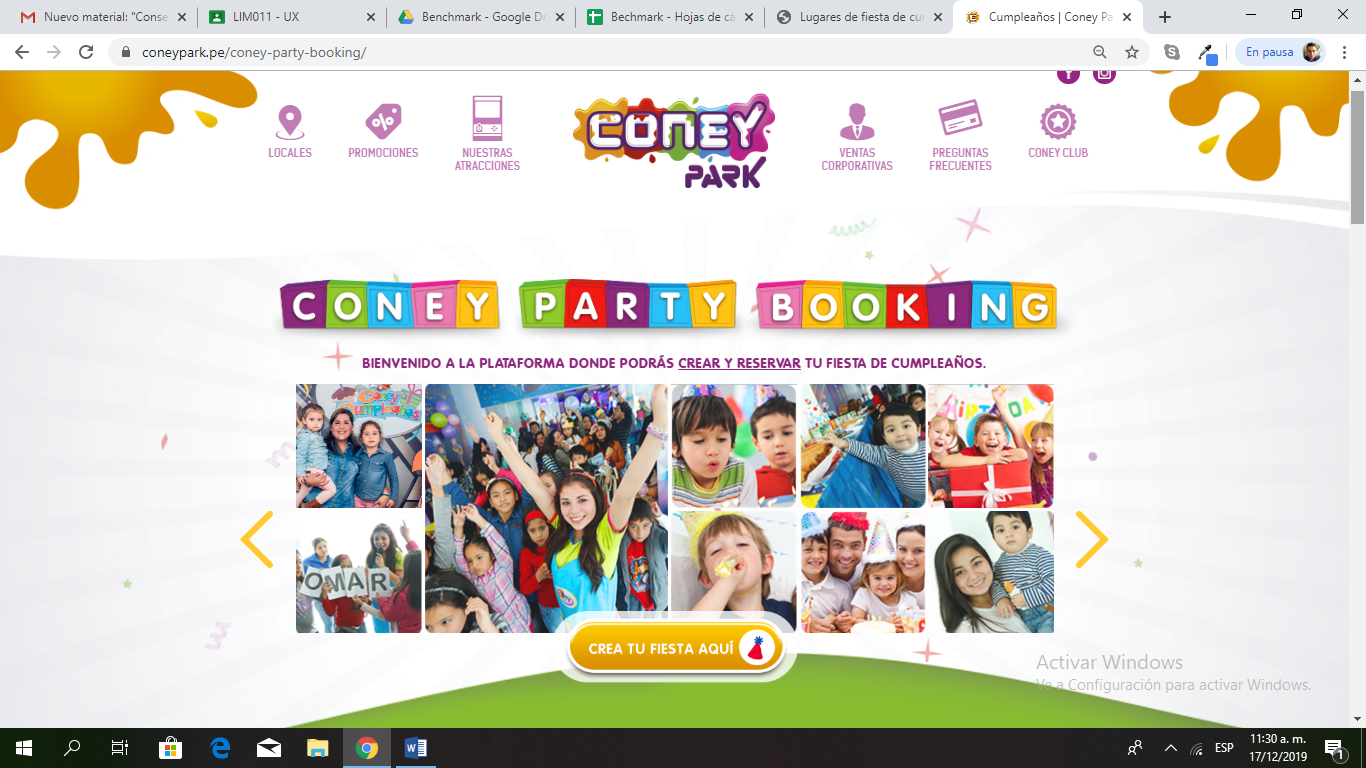 Nuevo material: "Conse
LIM011 - UX
Benchmark - Google Dr
Bechmark - Hojas de cá
Lugares de fiesta de cu
Cumpleaños | Coney Pa
coneypark.pe/coney-party-booking/
En pausa
LOCALES
PROMOCIONES
NUESTRAS
ATRACCIONES
CONEY
PARK
VENTAS
CORPORATIVAS
PREGUNTAS
FRECUENTES
CONEY CLUB
CONEY PARTY BOOKING
BIENVENIDO A LA PLATAFORMA DONDE PODRÁS CREAR Y RESERVAR TU FIESTA DE CUMPLEAÑOS.
Coney
Cumpleaños
OMAR
CREA TU FIESTA AQUÍ
Activar Windows
Ve a Configuración para activar Windows.
ESP
11:30 a. m.
17/12/2019
1